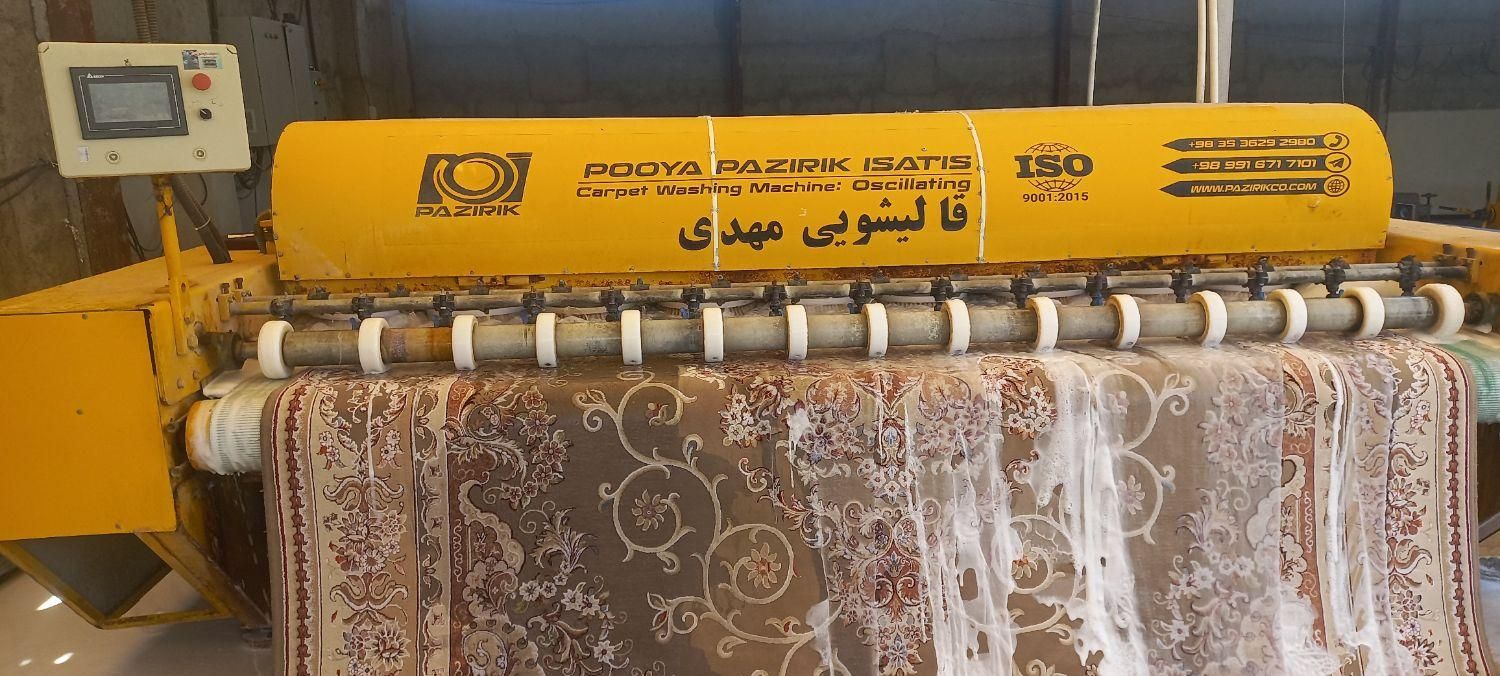 PAZIRIK
POOYA PAZIRIK ISATIS
Carpet Washing Machine: Oscillating
قالیشویی مهدی
ISO
9001:2015
+98 35 3629 2980
+98 991 671 7101
WWW.PAZIRIKCO.COM